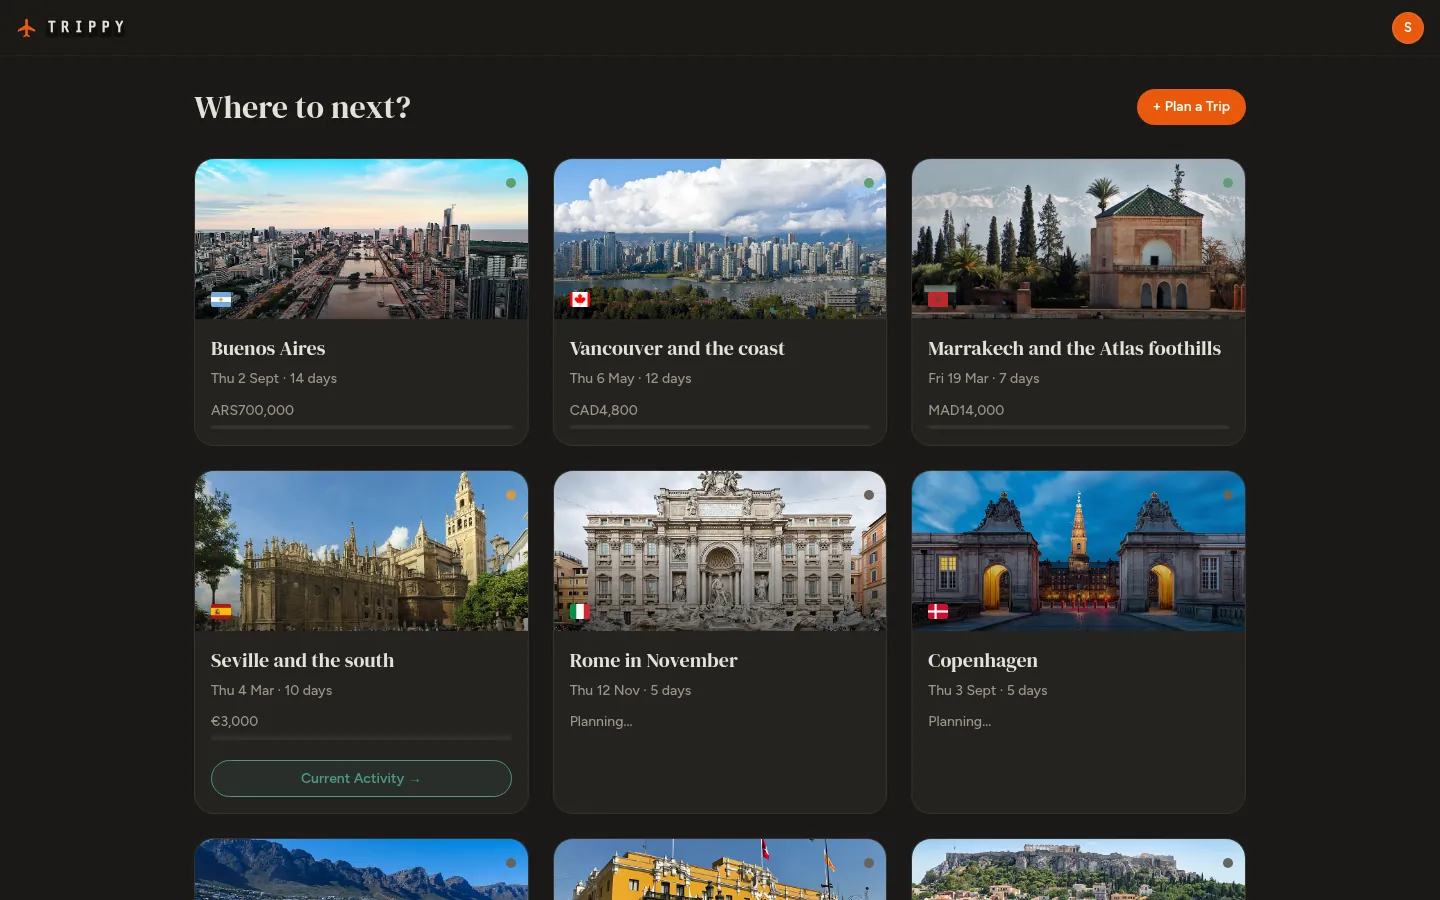 TRIPPY
S
Where to next?
+ Plan a Trip
Buenos Aires
Thu 2 Sept · 14 days
ARS700,000
Vancouver and the coast
Thu 6 May · 12 days
CAD4,800
Marrakech and the Atlas foothills
Fri 19 Mar · 7 days
MAD14,000
Seville and the south
Thu 4 Mar · 10 days
€3,000
Current Activity →
Rome in November
Thu 12 Nov · 5 days
Planning...
Copenhagen
Thu 3 Sept · 5 days
Planning...